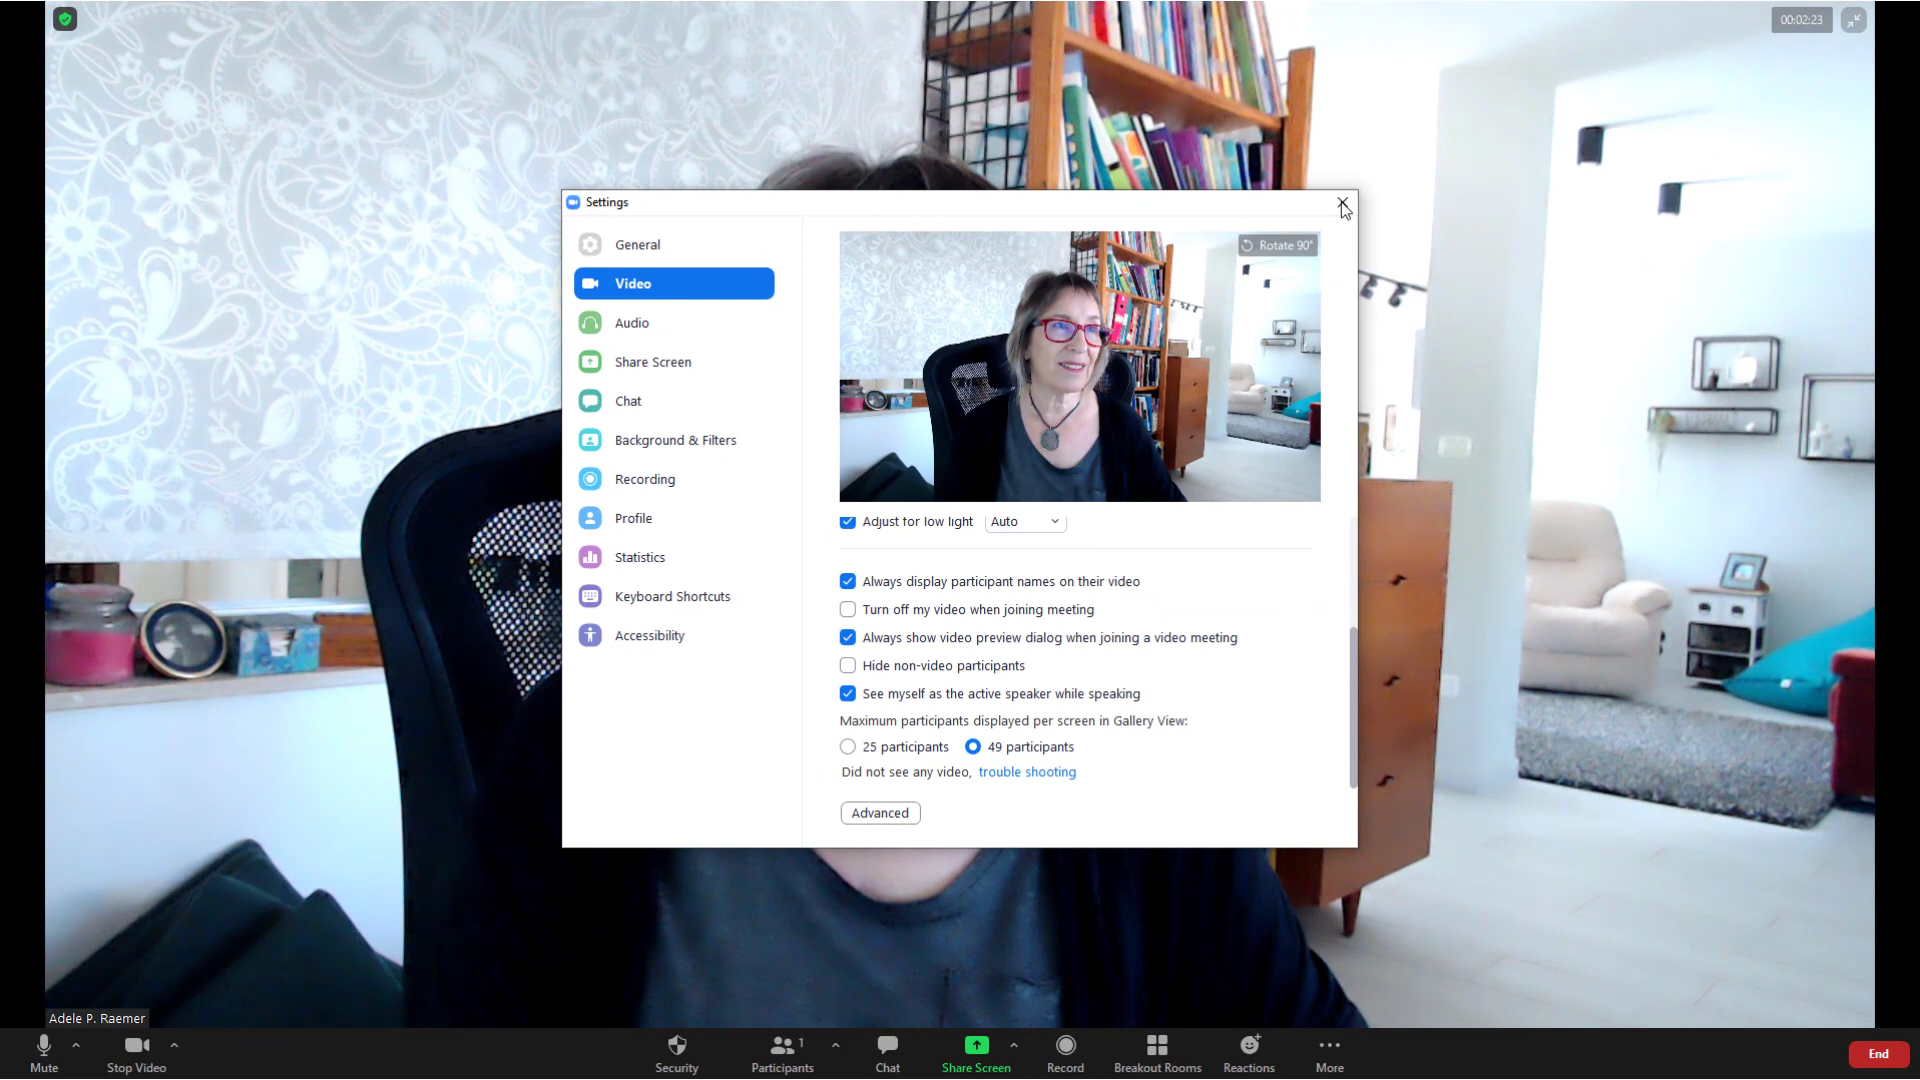 00:02:23
Settings
General
Video
Audio
Share Screen
Chat
Background & Filters
Recording
Profile
Statistics
Keyboard Shortcuts
Accessibility
Rotate 90°
Adjust for low light Auto
Always display participant names on their video
Turn off my video when joining meeting
Always show video preview dialog when joining a video meeting
Hide non-video participants
See myself as the active speaker while speaking
Maximum participants displayed per screen in Gallery View:
25 participants 49 participants
Did not see any video, trouble shooting
Advanced
Adele P. Raemer
Mute
Stop Video
Security
1
Participants
Chat
Share Screen
Record
Breakout Rooms
Reactions
More
End